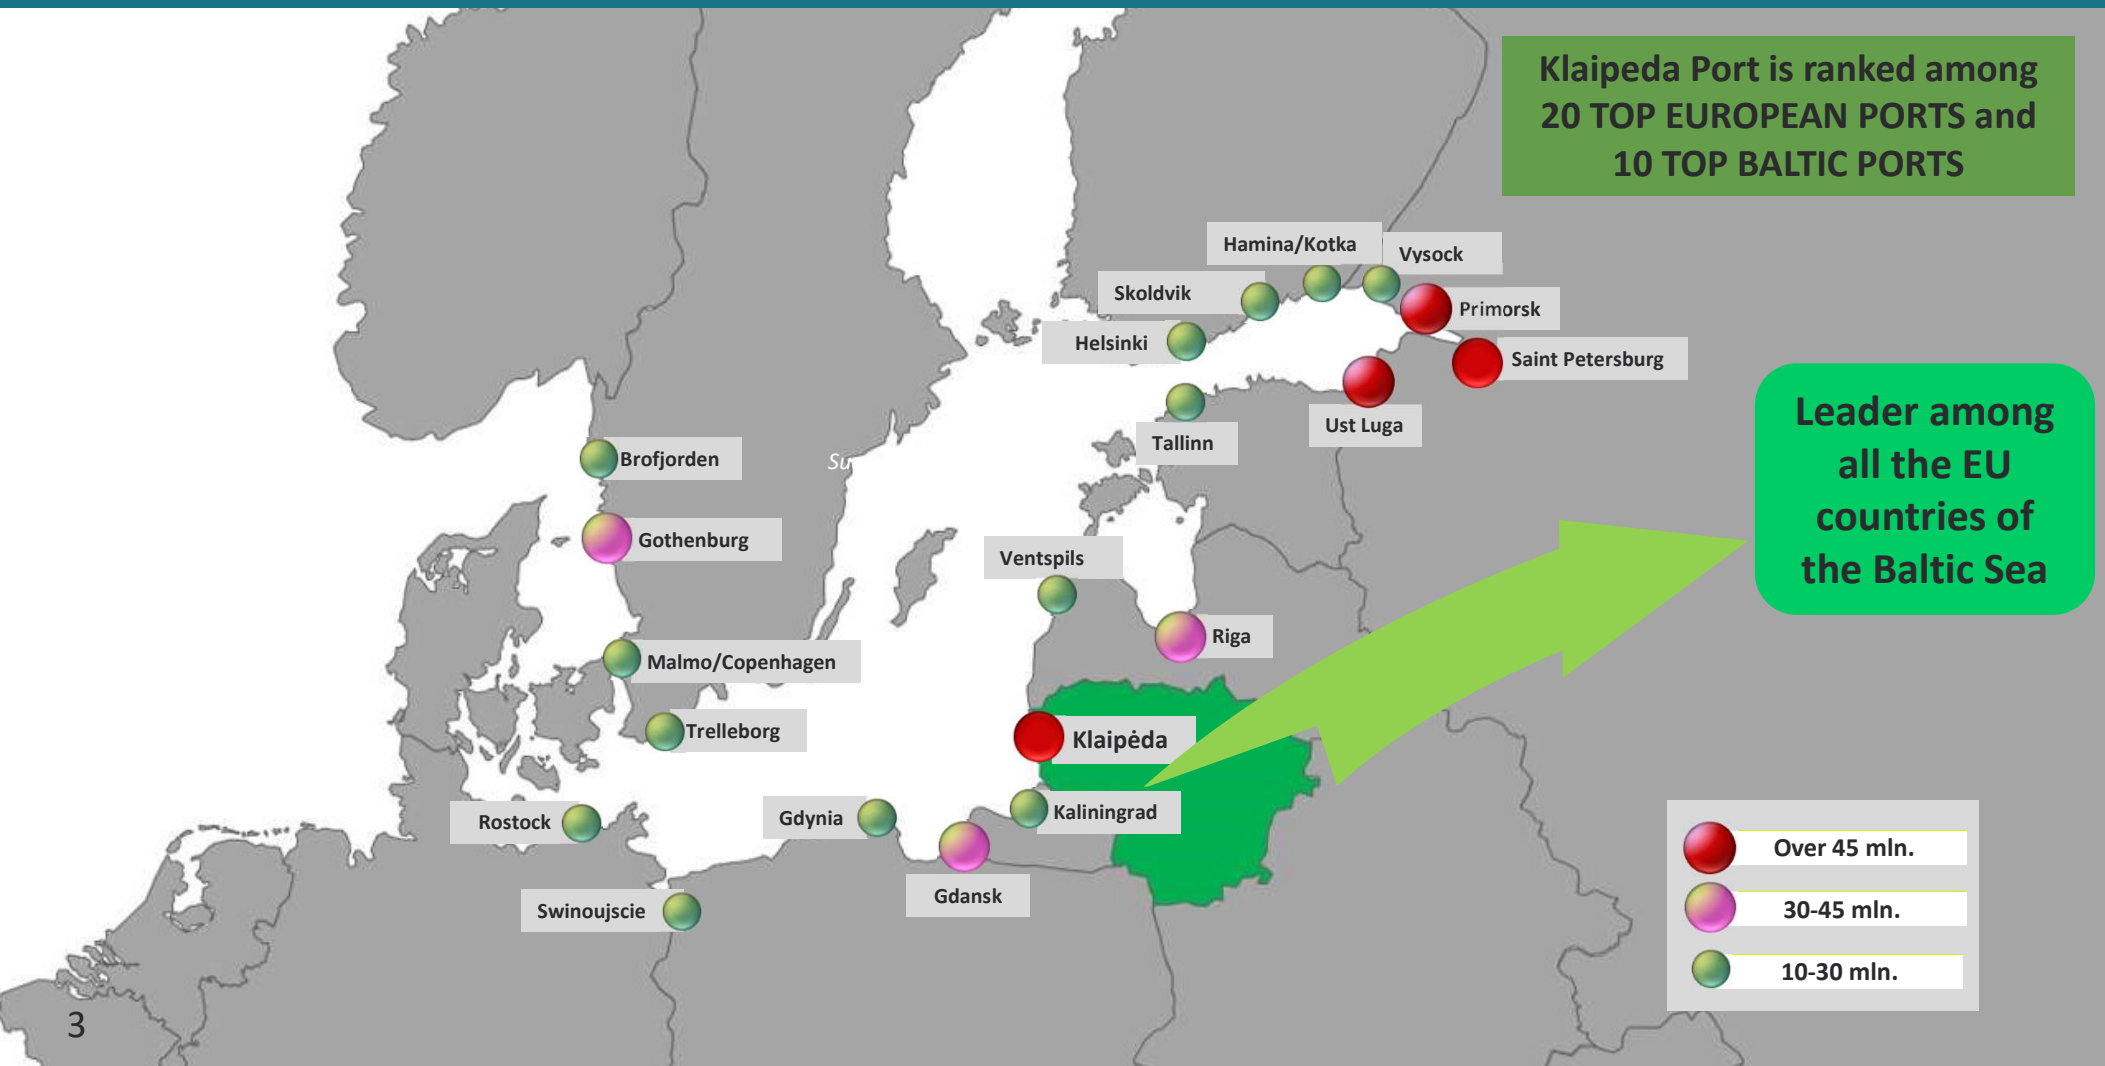 Klaipeda Port is ranked among
20 TOP EUROPEAN PORTS and
10 TOP BALTIC PORTS
Hamina/Kotka
Vysock
Skoldvik
Primorsk
Helsinki
Saint Petersburg
Ust Luga
Tallinn
Leader among
all the EU
countries of
the Baltic Sea
Brofjorden
Su
Gothenburg
Ventspils
Riga
Malmo/Copenhagen
Trelleborg
Klaipėda
Kaliningrad
Gdynia
Rostock
Gdansk
Swinoujscie
Over 45 mln.
30-45 mln.
10-30 mln.
3